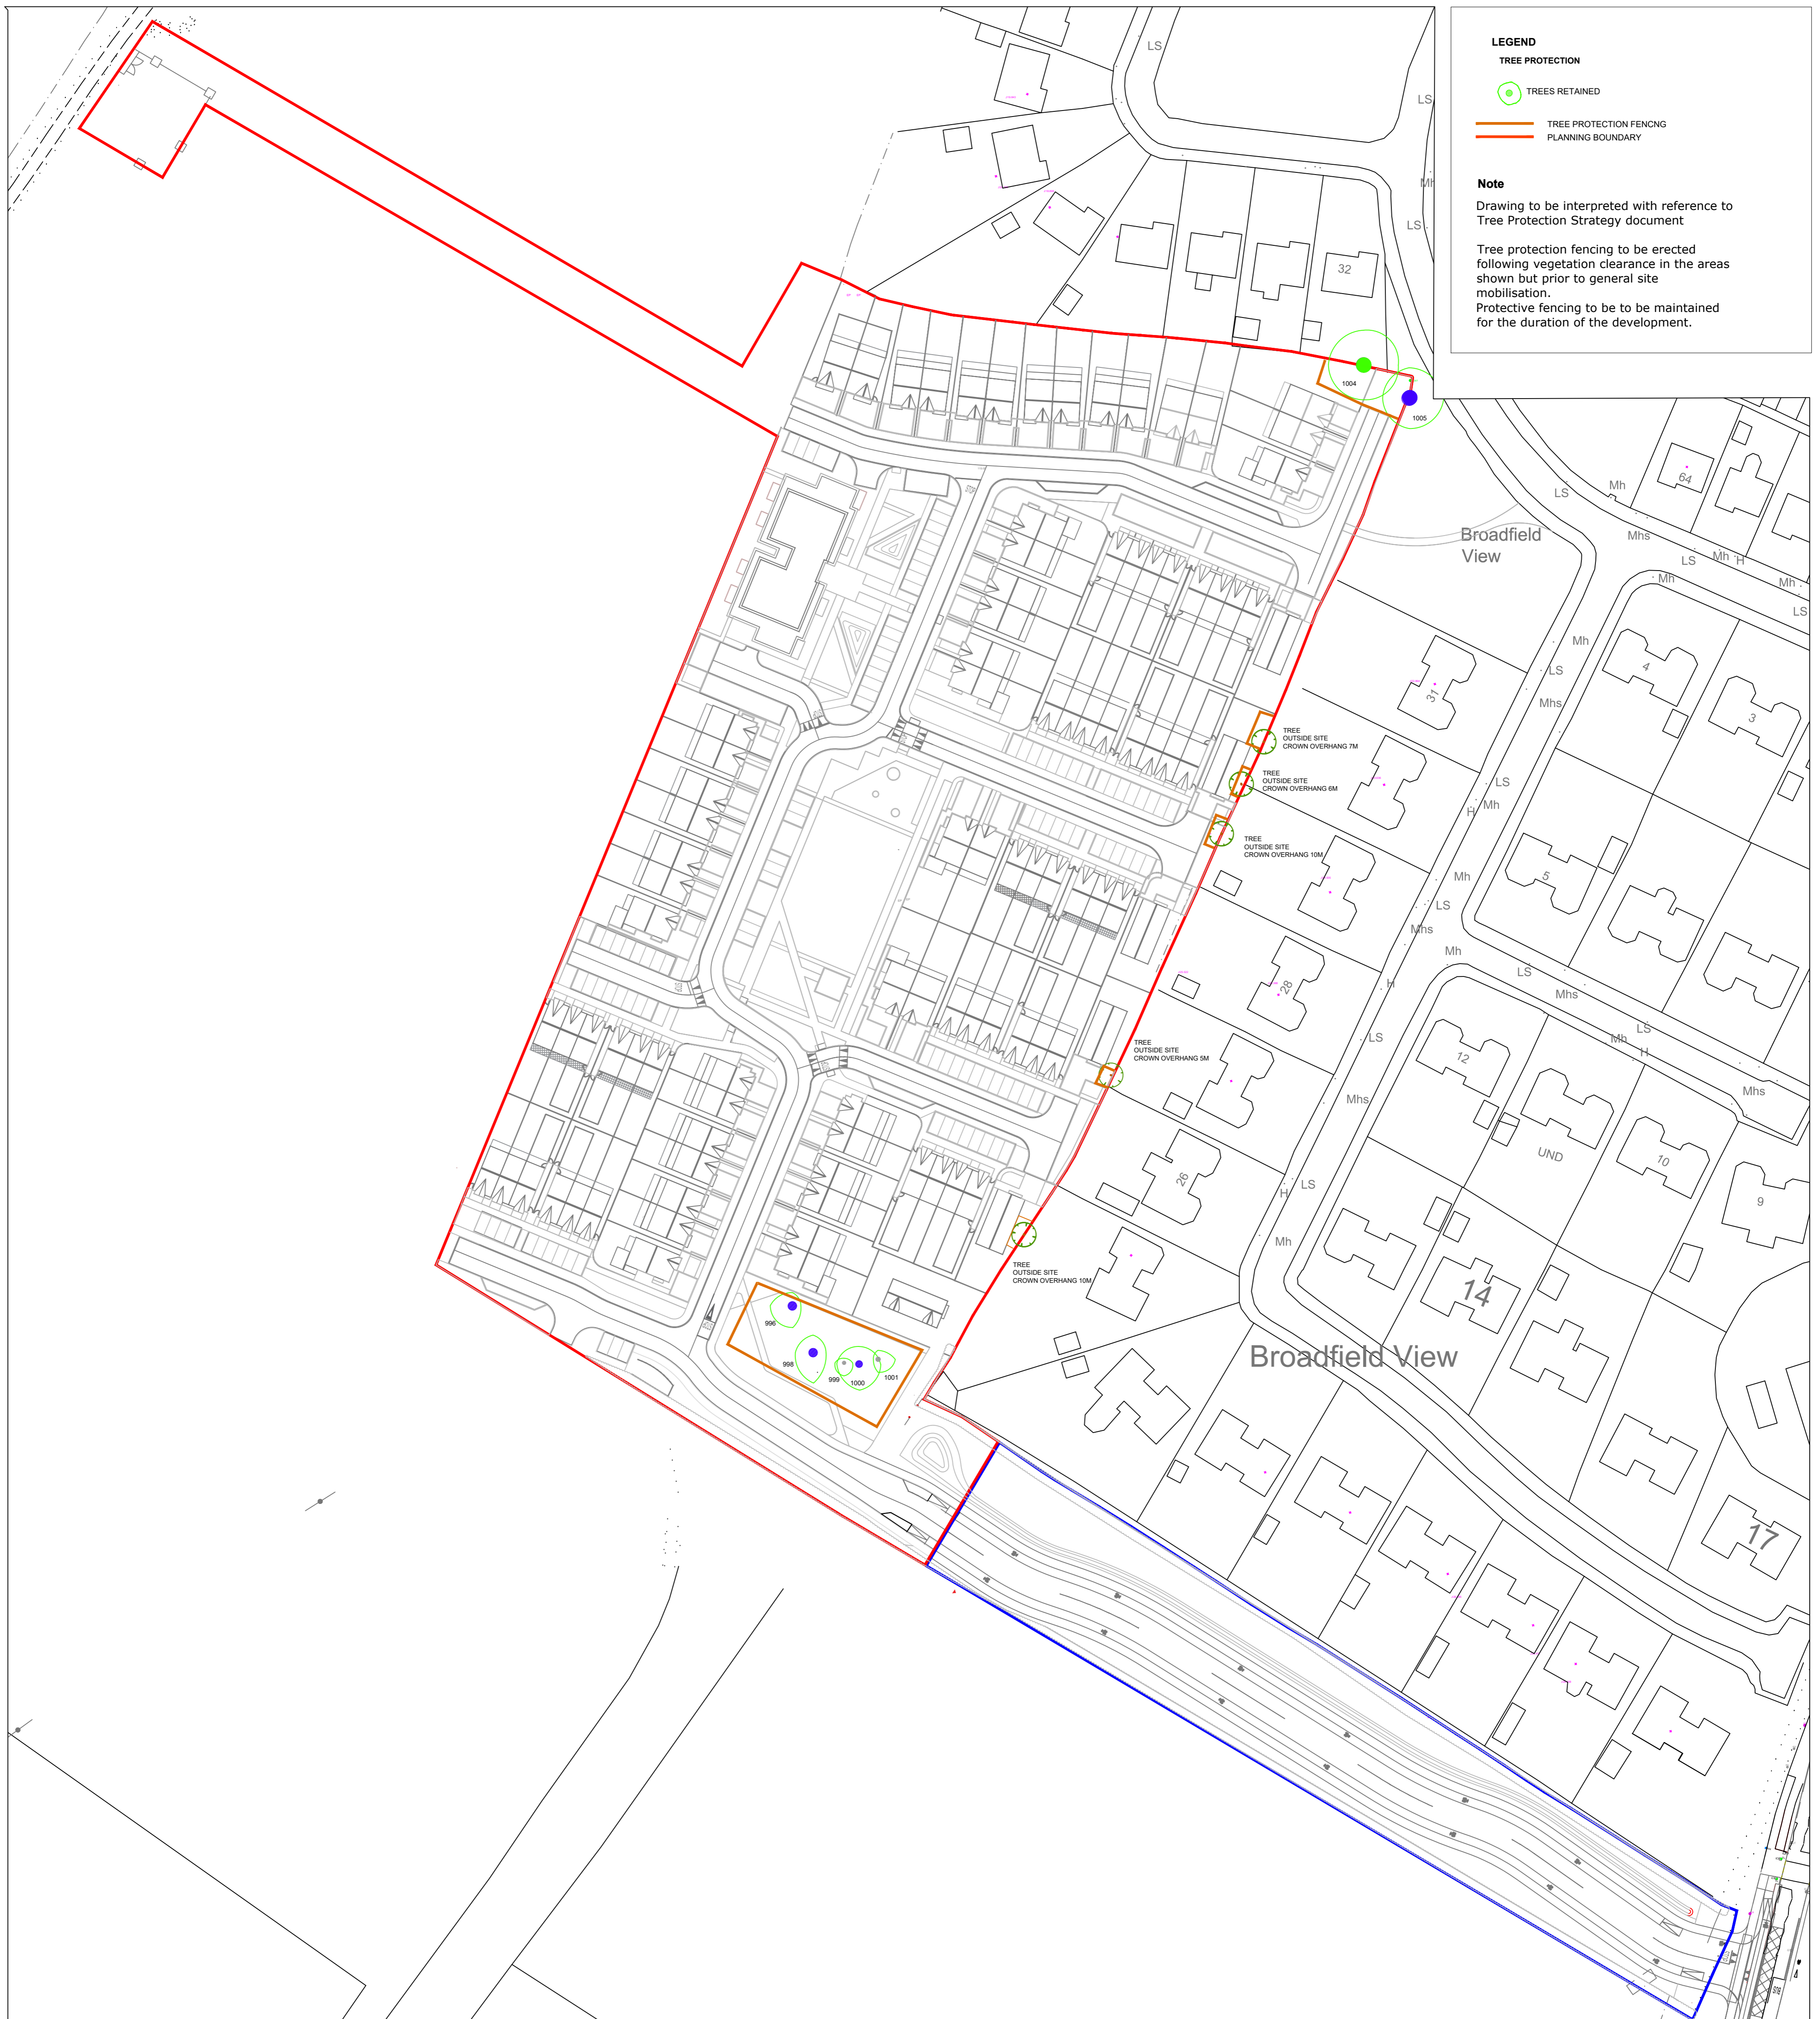 LEGEND
TREE PROTECTION
TREES RETAINED
TREE PROTECTION FENCNG
PLANNING BOUNDARY
Note
Drawing to be interpreted with reference to
Tree Protection Strategy document
Tree protection fencing to be erected
following vegetation clearance in the areas
shown but prior to general site
mobilisation.
Protective fencing to be to be maintained
for the duration of the development.
LS
LS
Mh
LS
32
1004
1005
64
Mh
LS
Mhs
LS
Mh
H
Mh
Mh
LS
Broadfield
View
Mh
LS
Mhs
4
3
31
TREE
OUTSIDE SITE
CROWN OVERHANG 7M
TREE
OUTSIDE SITE
CROWN OVERHANG 6M
TREE
OUTSIDE SITE
CROWN OVERHANG 10M
LS
H
Mh
5
Mh
LS
Mhs
Mh
LS
Mhs
H
28
LS
Mh
H
12
Mhs
Mhs
TREE
OUTSIDE SITE
CROWN OVERHANG 5M
UND
10
9
26
H
LS
Mh
14
TREE
OUTSIDE SITE
CROWN OVERHANG 10M
996
998
999
1000
1001
Broadfield View
17